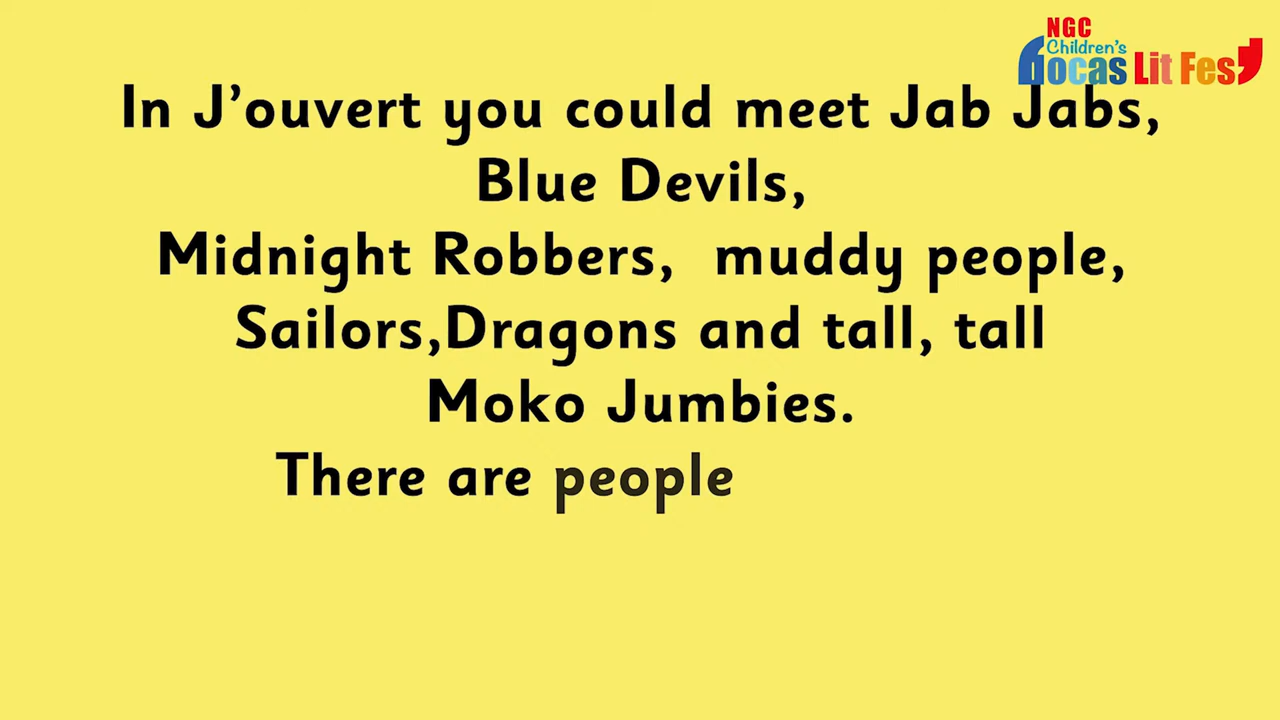 NGC
Children's
bocas Lit Fest
In J’ouvert you could meet Jab Jabs,
Blue Devils,
Midnight Robbers,  muddy people,
Sailors,Dragons and tall, tall
Moko Jumbies.
There are people